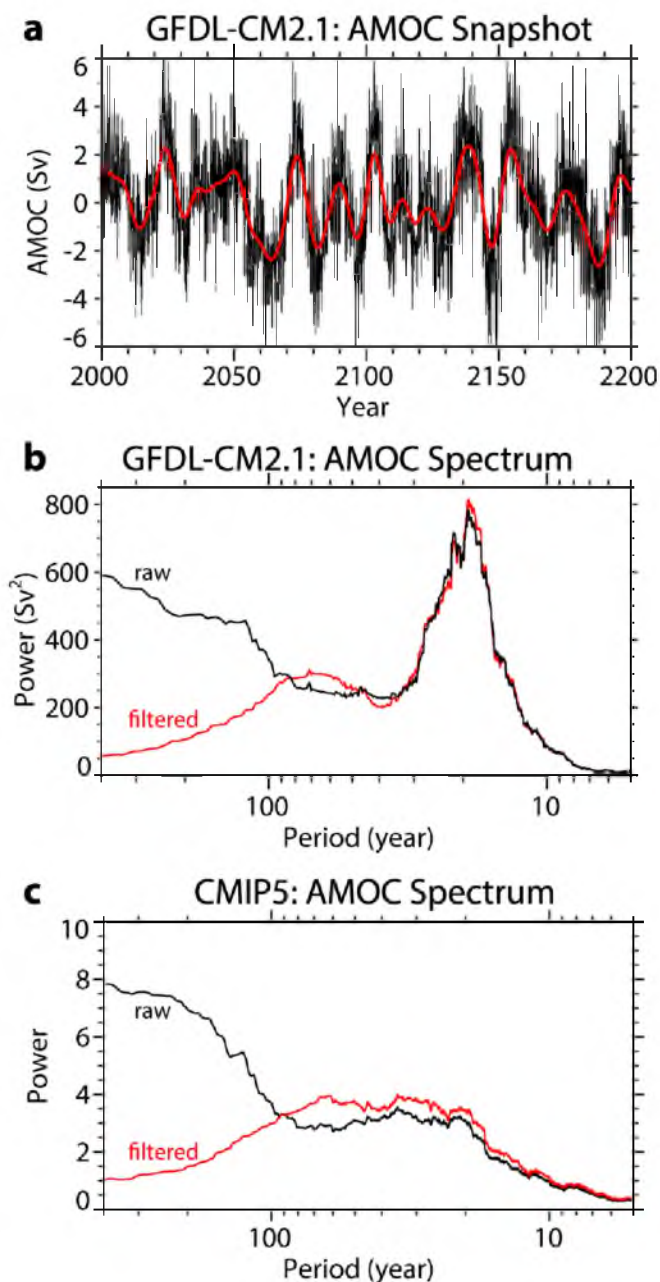 a GFDL-CM2.1: AMOC Snapshot
6
4
2
0
-2
-4
-6
AMOC (Sv)
2000 2050 2100 2150 2200
Year
b GFDL-CM2.1: AMOC Spectrum
800
600
400
200
0
Power (Sv²)
raw
filtered
100 10
Period (year)
c CMIP5: AMOC Spectrum
10
8
6
4
2
0
Power
raw
filtered
100 10
Period (year)